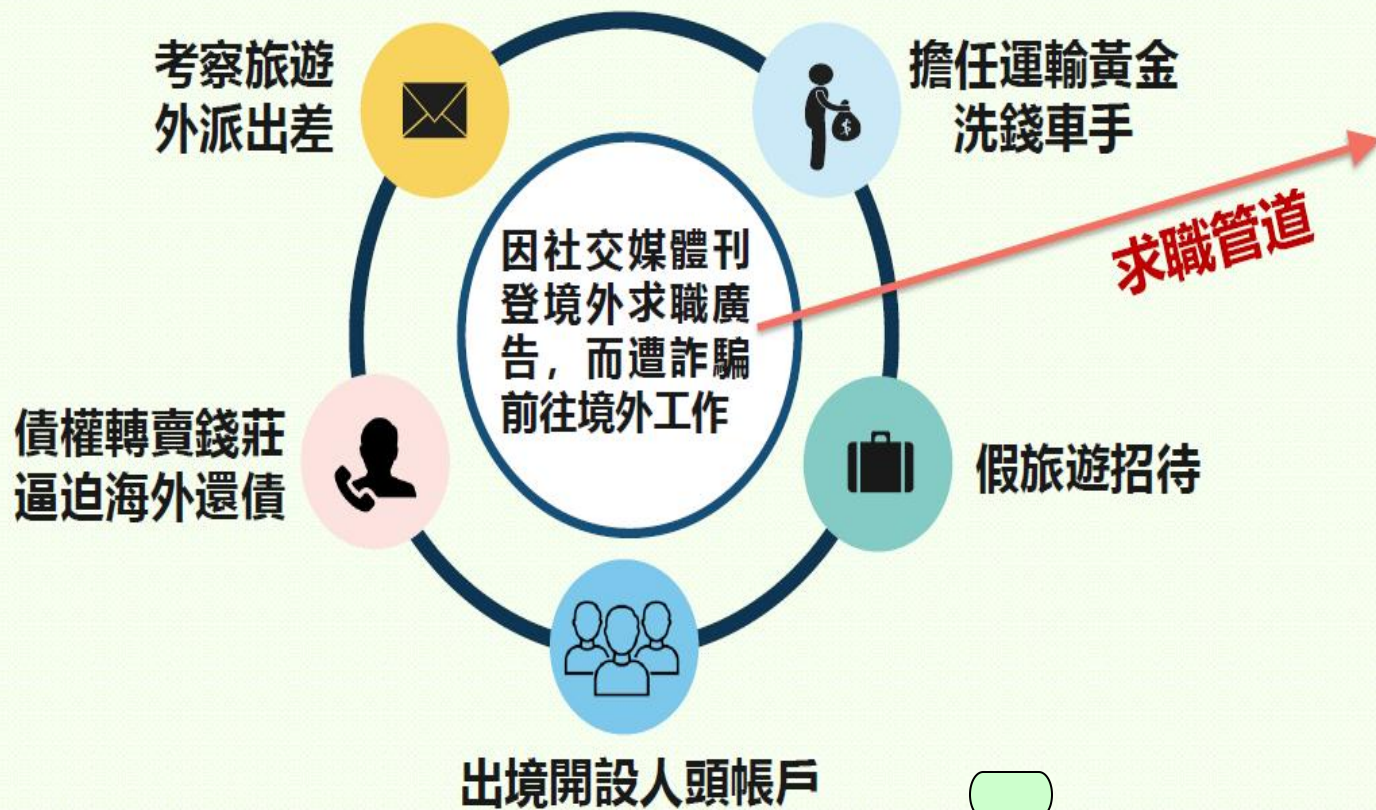 考察旅遊
外派出差
擔任運輸黃金
洗錢車手
求職管道
因社交媒體刊
登境外求職廣
告，而遭詐騙
前往境外工作
債權轉賣錢莊
逼迫海外還債
假旅遊招待
出境開設人頭帳戶